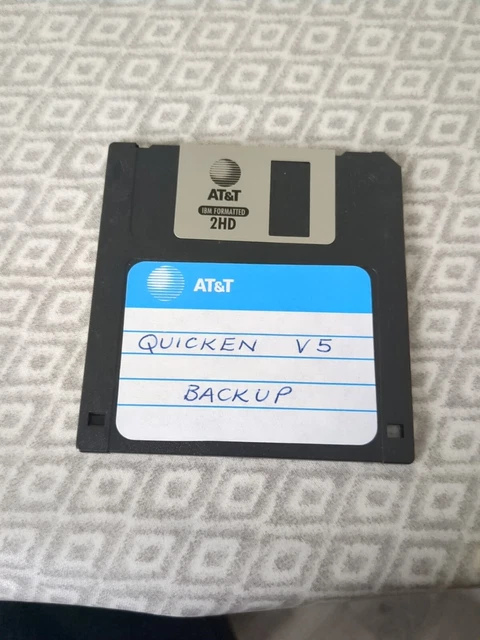 AT&T
IBM FORMATTED
2HD
AT&T
QUICKEN V5
BACKUP